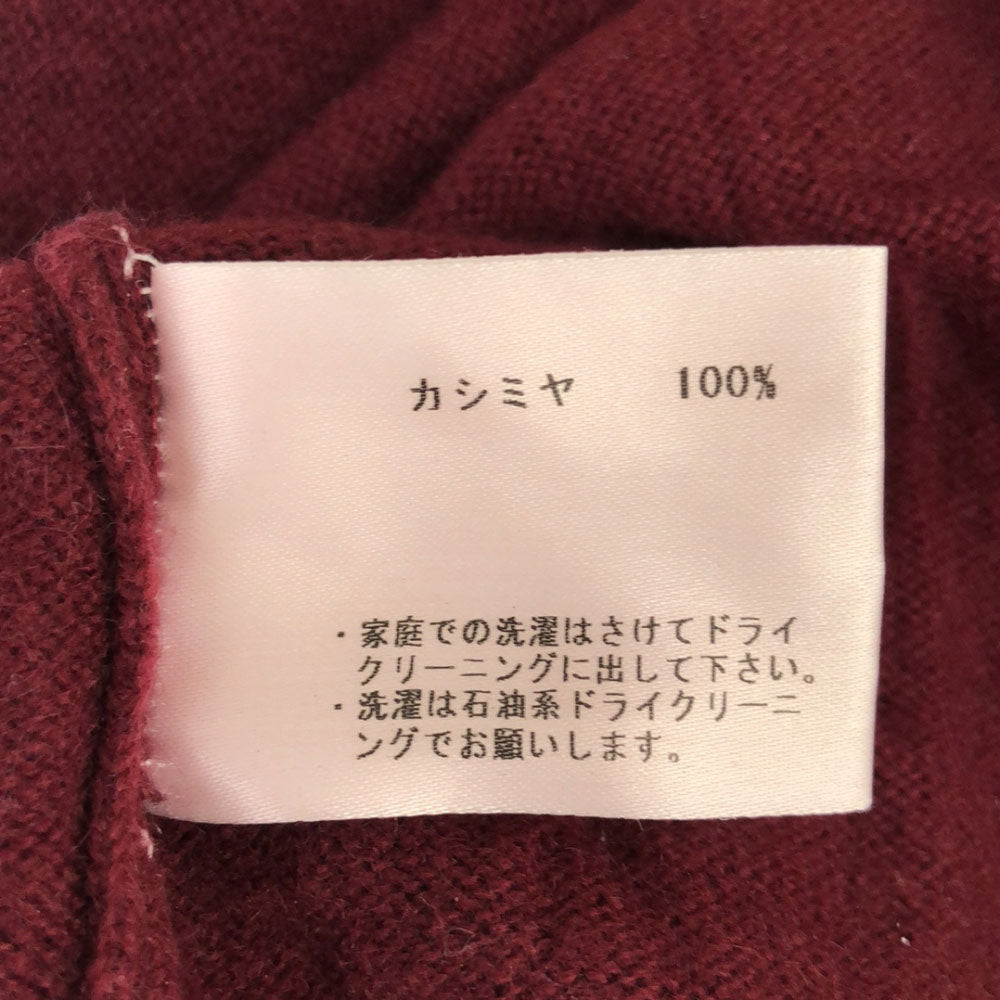 カシミヤ 100%
・家庭での洗濯はさけてドライ
クリーニングに出して下さい。
・洗濯は石油系ドライクリーニ
ングでお願いします。